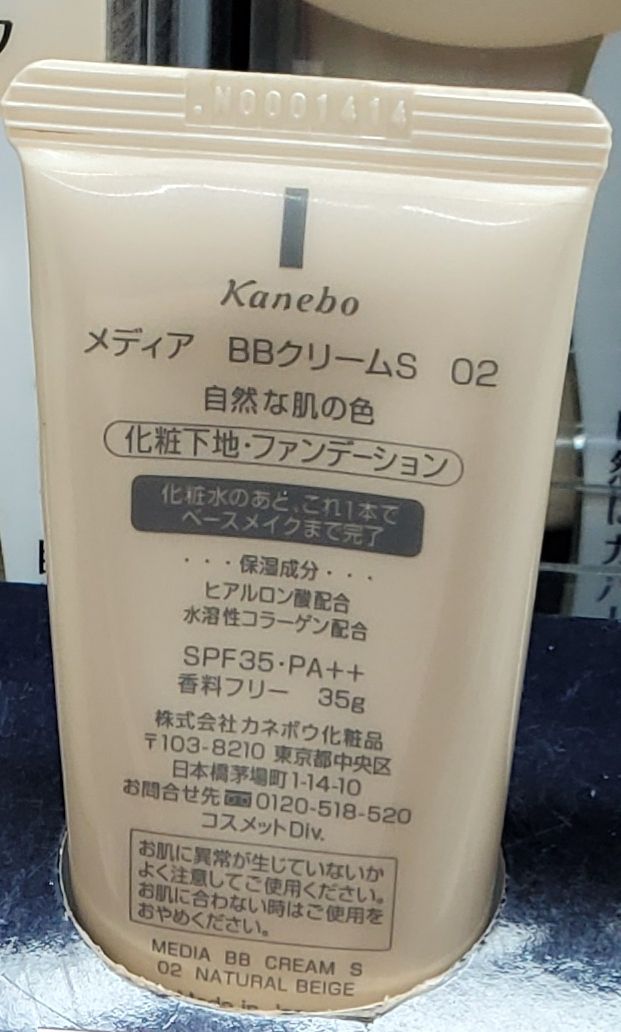 .N0001414
Kanebo
メディア BBクリームS 02
自然な肌の色
化粧下地・ファンデーション
化粧水のあと、これ1本で
ベースメイクまで完了
・・・保湿成分・・・
ヒアルロン酸配合
水溶性コラーゲン配合
SPF35・PA++
香料フリー 35g
株式会社カネボウ化粧品
〒103-8210 東京都中央区
日本橋茅場町1-14-10
お問合せ先 0120-518-520
コスメットDiv.
お肌に異常が生じていないか
よく注意してご使用ください。
お肌に合わない時はご使用を
おやめください。
MEDIA BB CREAM S
02 NATURAL BEIGE
Made in